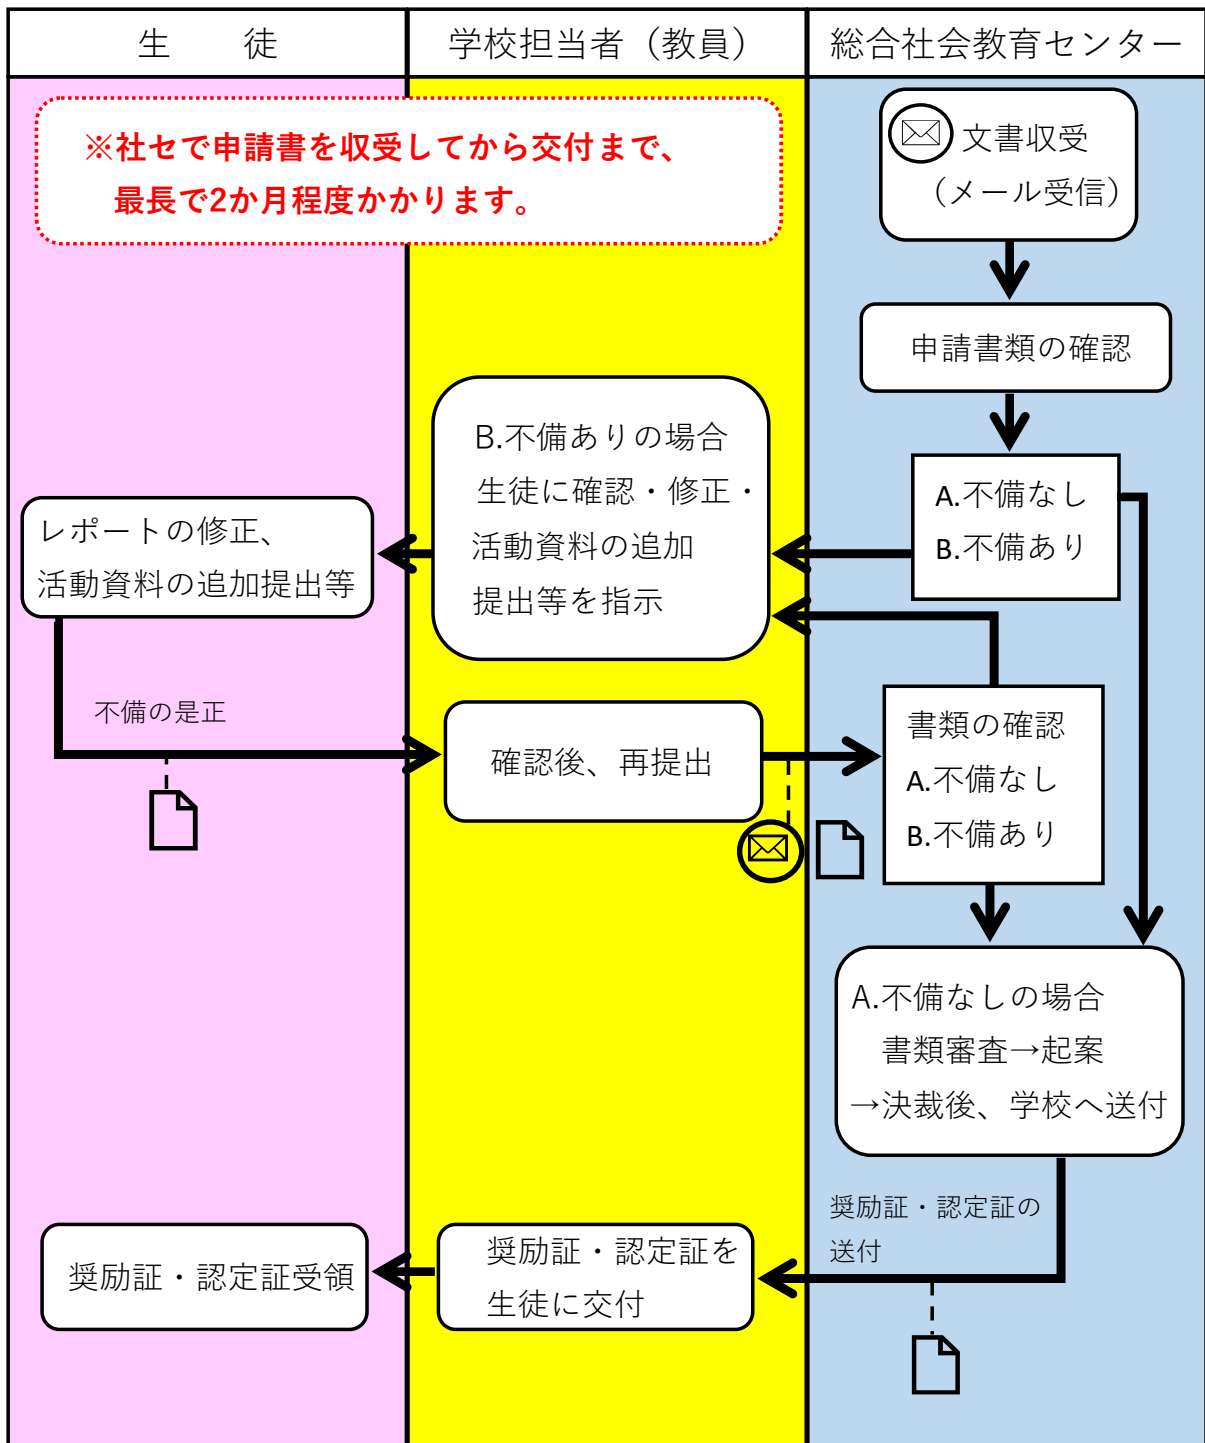 生　　徒
学校担当者（教員）
総合社会教育センター
※社セで申請書を収受してから交付まで、
最長で2か月程度かかります。
文書収受
（メール受信）
申請書類の確認
A.不備なし
B.不備あり
B.不備ありの場合
生徒に確認・修正・
活動資料の追加
提出等を指示
レポートの修正、
活動資料の追加提出等
不備の是正
確認後、再提出
書類の確認
A.不備なし
B.不備あり
A.不備なしの場合
書類審査→起案
→決裁後、学校へ送付
奨励証・認定証の
送付
奨励証・認定証を
生徒に交付
奨励証・認定証受領